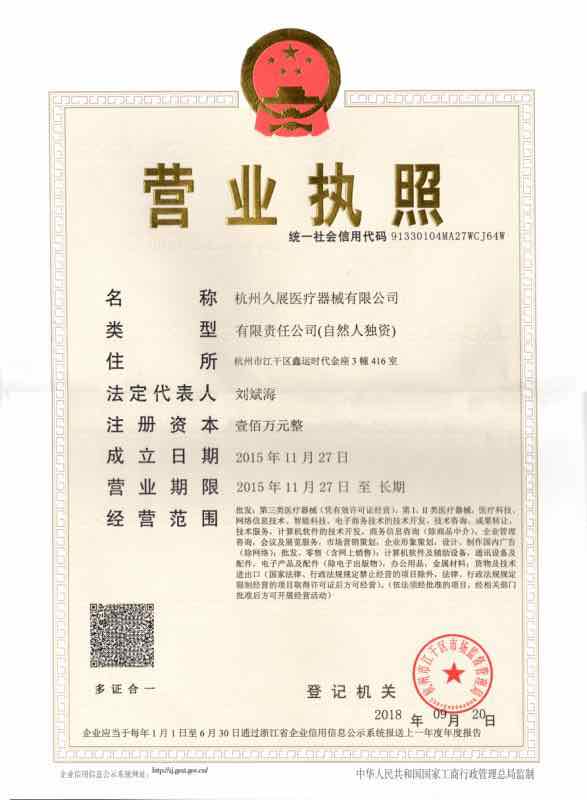 营业执照
统一社会信用代码 91330104MA27WCJ64W
名 称 杭州久展医疗器械有限公司
类 型 有限责任公司(自然人独资)
住 所 杭州市江干区鑫运时代金座3幢416室
法定代表人 刘斌海
注册资本 壹佰万元整
成立日期 2015年11月27日
营业期限 2015年11月27日至长期
经营范围 批发:第三类医疗器械(凭有效许可证经营),第I、II类医疗器械;医疗科技、
网络信息技术、智能科技、电子商务技术的技术开发、技术咨询、成果转让,
技术服务,计算机软件的技术开发,商务信息咨询(除商品中介),企业管理
咨询,会议及展览服务,市场营销策划,企业形象策划,设计、制作国内广告
(除网络);批发、零售(含网上销售):计算机软件及辅助设备,通讯设备及
配件,电子产品及配件(除电子出版物),办公用品,金属材料;货物及技术
进出口(国家法律、行政法规规定禁止经营的项目除外,法律、行政法规规定
限制经营的项目取得许可证后方可经营)。(依法须经批准的项目,经相关部门
批准后方可开展经营活动)
多证合一
登记机关
杭州市江干区市场监督管理局
2018年09月20日
企业应当于每年1月1日至6月30日通过浙江省企业信用信息公示系统报送上一年度年度报告
企业信用信息公示系统网址: http://zj.gsxt.gov.cn/
中华人民共和国国家工商行政管理总局监制